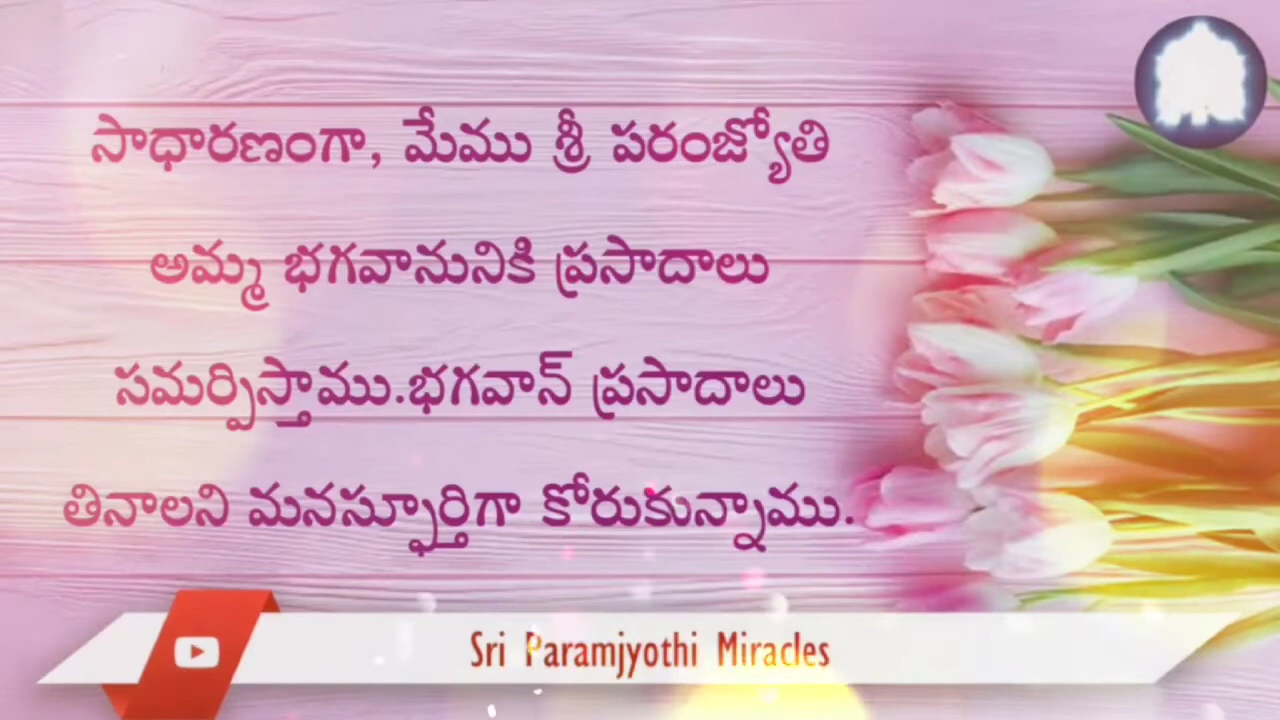 సాధారణంగా, మేము శ్రీ పరంజ్యోతి
అమ్మ భగవానునికి ప్రసాదాలు
సమర్పిస్తాము.భగవాన్ ప్రసాదాలు
తినాలని మనస్ఫూర్తిగా కోరుకున్నాము.
Sri Paramjyothi Miracles